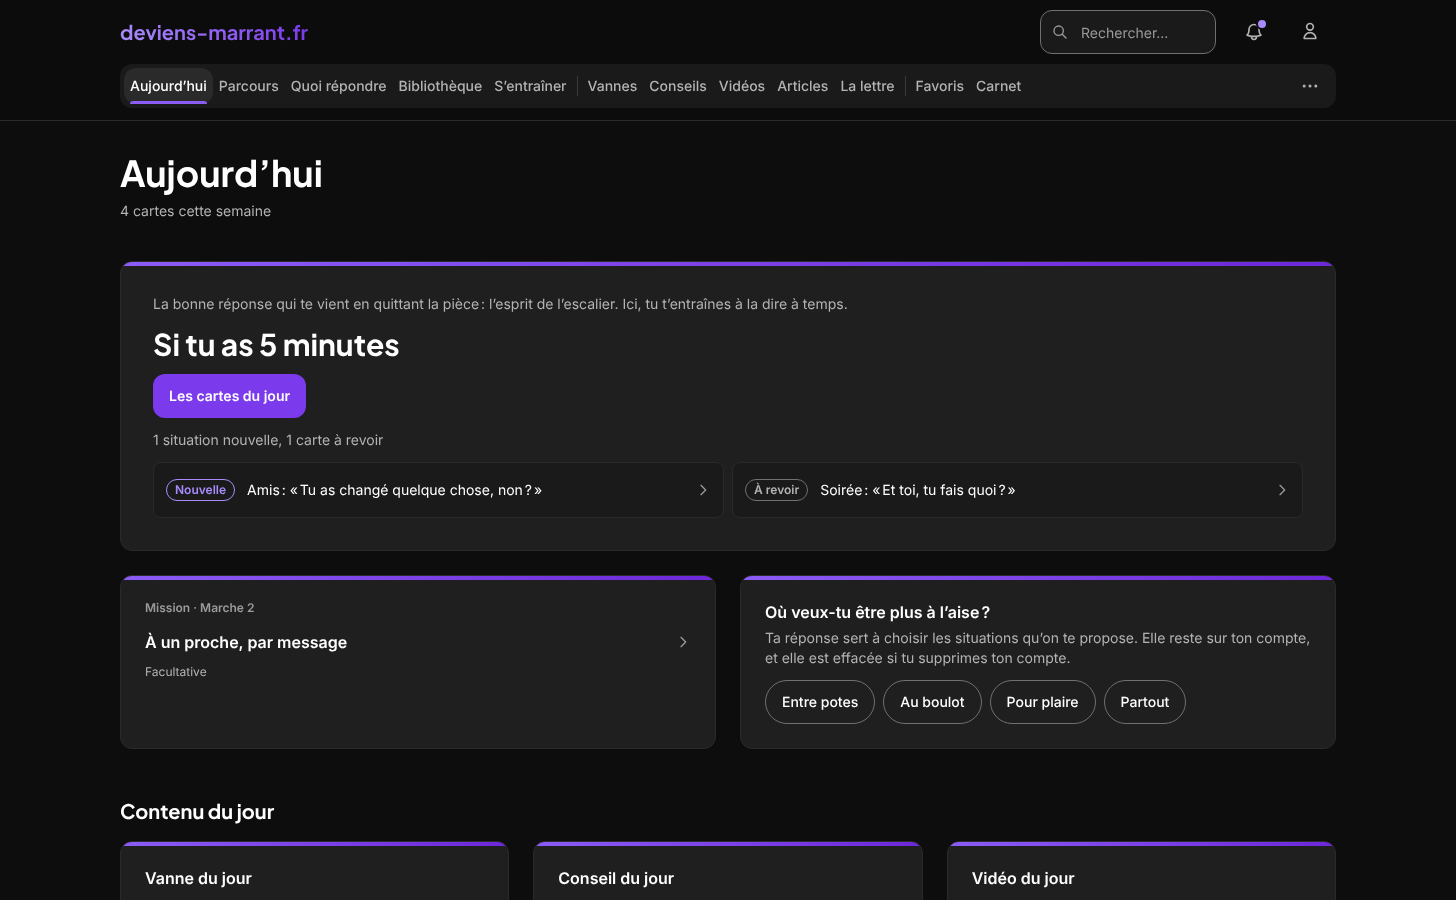 deviens-marrant.fr
Rechercher...
Aujourd’hui Parcours Quoi répondre Bibliothèque S’entraîner Vannes Conseils Vidéos Articles La lettre Favoris Carnet
Aujourd’hui
4 cartes cette semaine
La bonne réponse qui te vient en quittant la pièce : l’esprit de l’escalier. Ici, tu t’entraînes à la dire à temps.
Si tu as 5 minutes
Les cartes du jour
1 situation nouvelle, 1 carte à revoir
Nouvelle Amis : « Tu as changé quelque chose, non ? »
À revoir Soirée : « Et toi, tu fais quoi ? »
Mission · Marche 2
À un proche, par message
Facultative
Où veux-tu être plus à l’aise ?
Ta réponse sert à choisir les situations qu’on te propose. Elle reste sur ton compte,
et elle est effacée si tu supprimes ton compte.
Entre potes Au boulot Pour plaire Partout
Contenu du jour
Vanne du jour
Conseil du jour
Vidéo du jour